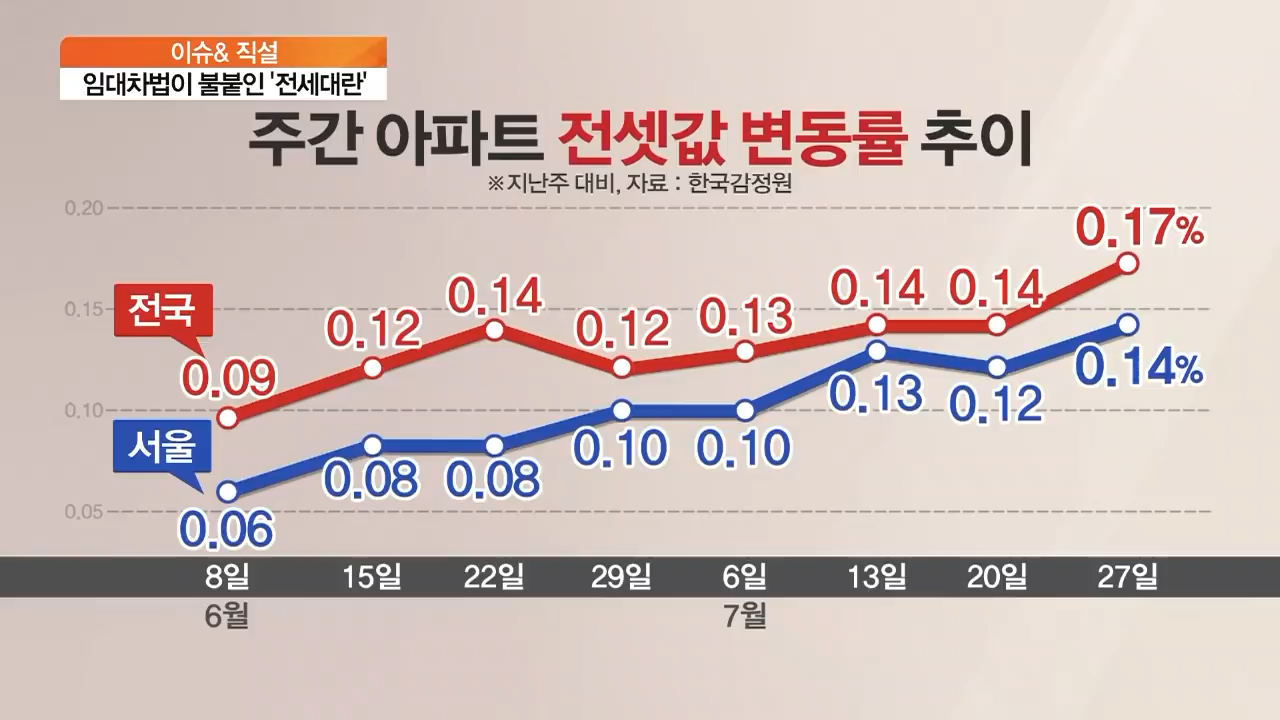 이슈& 직설
임대차법이 불붙인 '전세대란'
주간 아파트 전셋값 변동률 추이
※지난주 대비, 자료 : 한국감정원
0.20
0.17%
0.15
전국
0.09
0.12
0.14
0.12
0.13
0.14
0.14
0.10
서울
0.06
0.08
0.08
0.10
0.10
0.13
0.12
0.14%
0.05
8일 15일 22일 29일 6일 13일 20일 27일
6월 7월